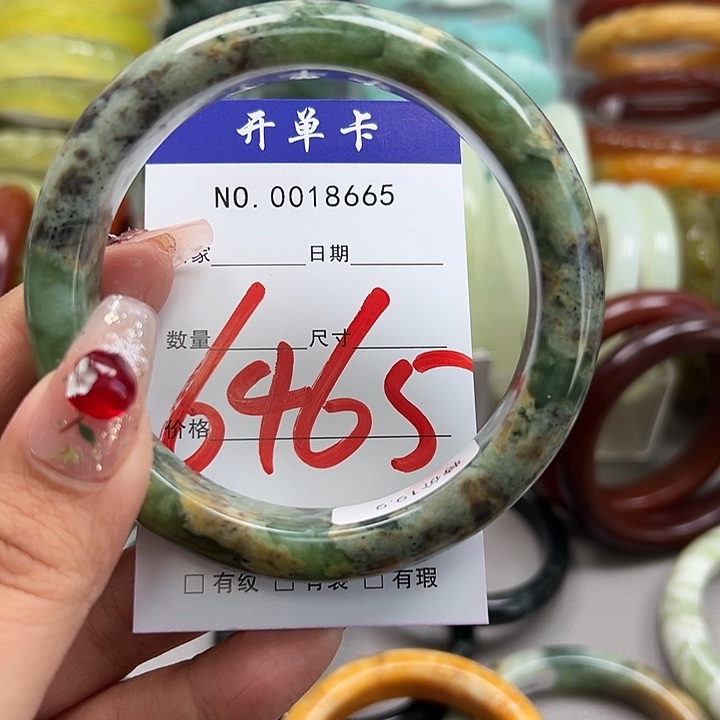 开单卡
NO. 0018665
家 日期
数量 尺寸
6465
价格
□ 有纹 □ 有裂 □ 有瑕